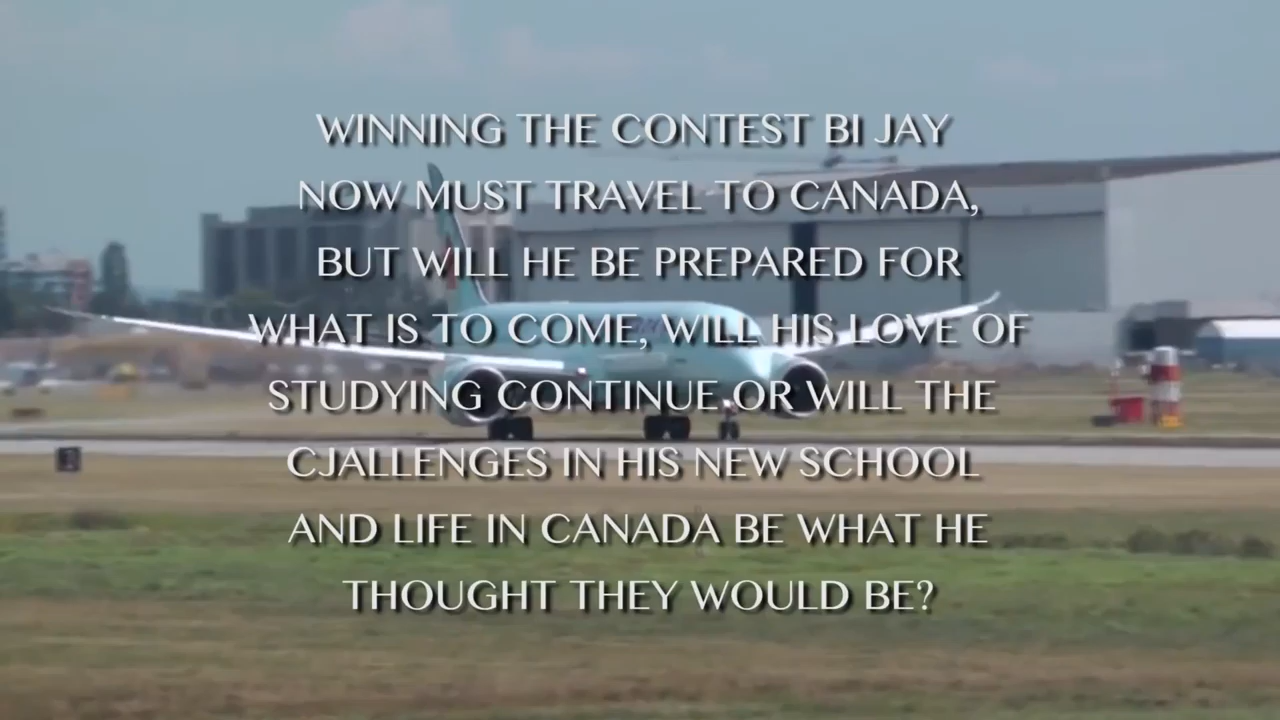 WINNING THE CONTEST BI JAY
NOW MUST TRAVEL TO CANADA,
BUT WILL HE BE PREPARED FOR
WHAT IS TO COME, WILL HIS LOVE OF
STUDYING CONTINUE OR WILL THE
CJALLENGES IN HIS NEW SCHOOL
AND LIFE IN CANADA BE WHAT HE
THOUGHT THEY WOULD BE?